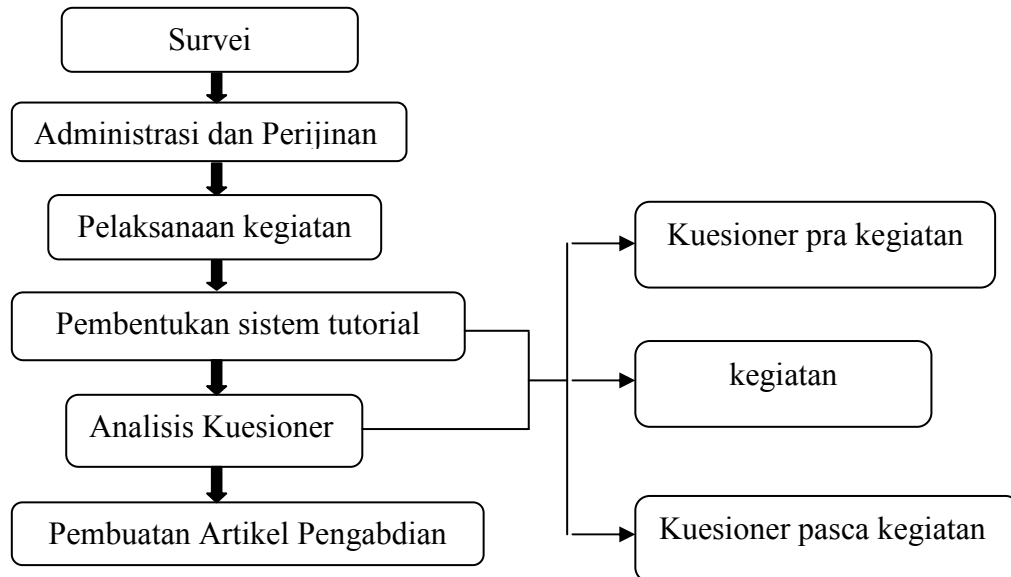 Survei
Administrasi dan Perijinan
Pelaksanaan kegiatan
Pembentukan sistem tutorial
Analisis Kuesioner
Pembuatan Artikel Pengabdian
Kuesioner pra kegiatan
kegiatan
Kuesioner pasca kegiatan